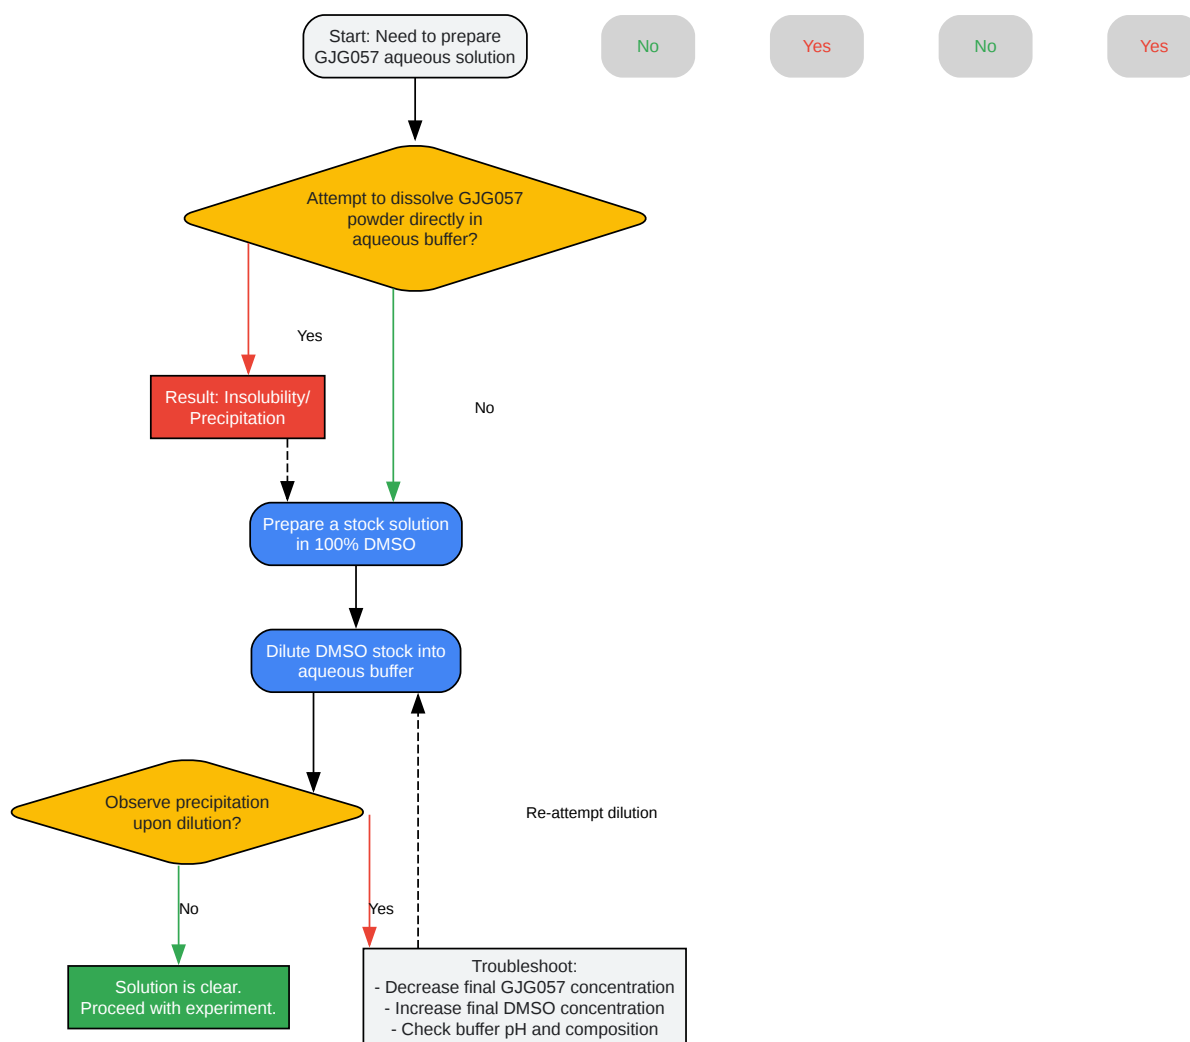 Start: Need to prepare
GJG057 aqueous solution
No
Yes
No
Yes
Attempt to dissolve GJG057
powder directly in
aqueous buffer?
Yes
Result: Insolubility/
Precipitation
No
Prepare a stock solution
in 100% DMSO
Dilute DMSO stock into
aqueous buffer
Observe precipitation
upon dilution?
Re-attempt dilution
No
Yes
Solution is clear.
Proceed with experiment.
Troubleshoot:
- Decrease final GJG057 concentration
- Increase final DMSO concentration
- Check buffer pH and composition